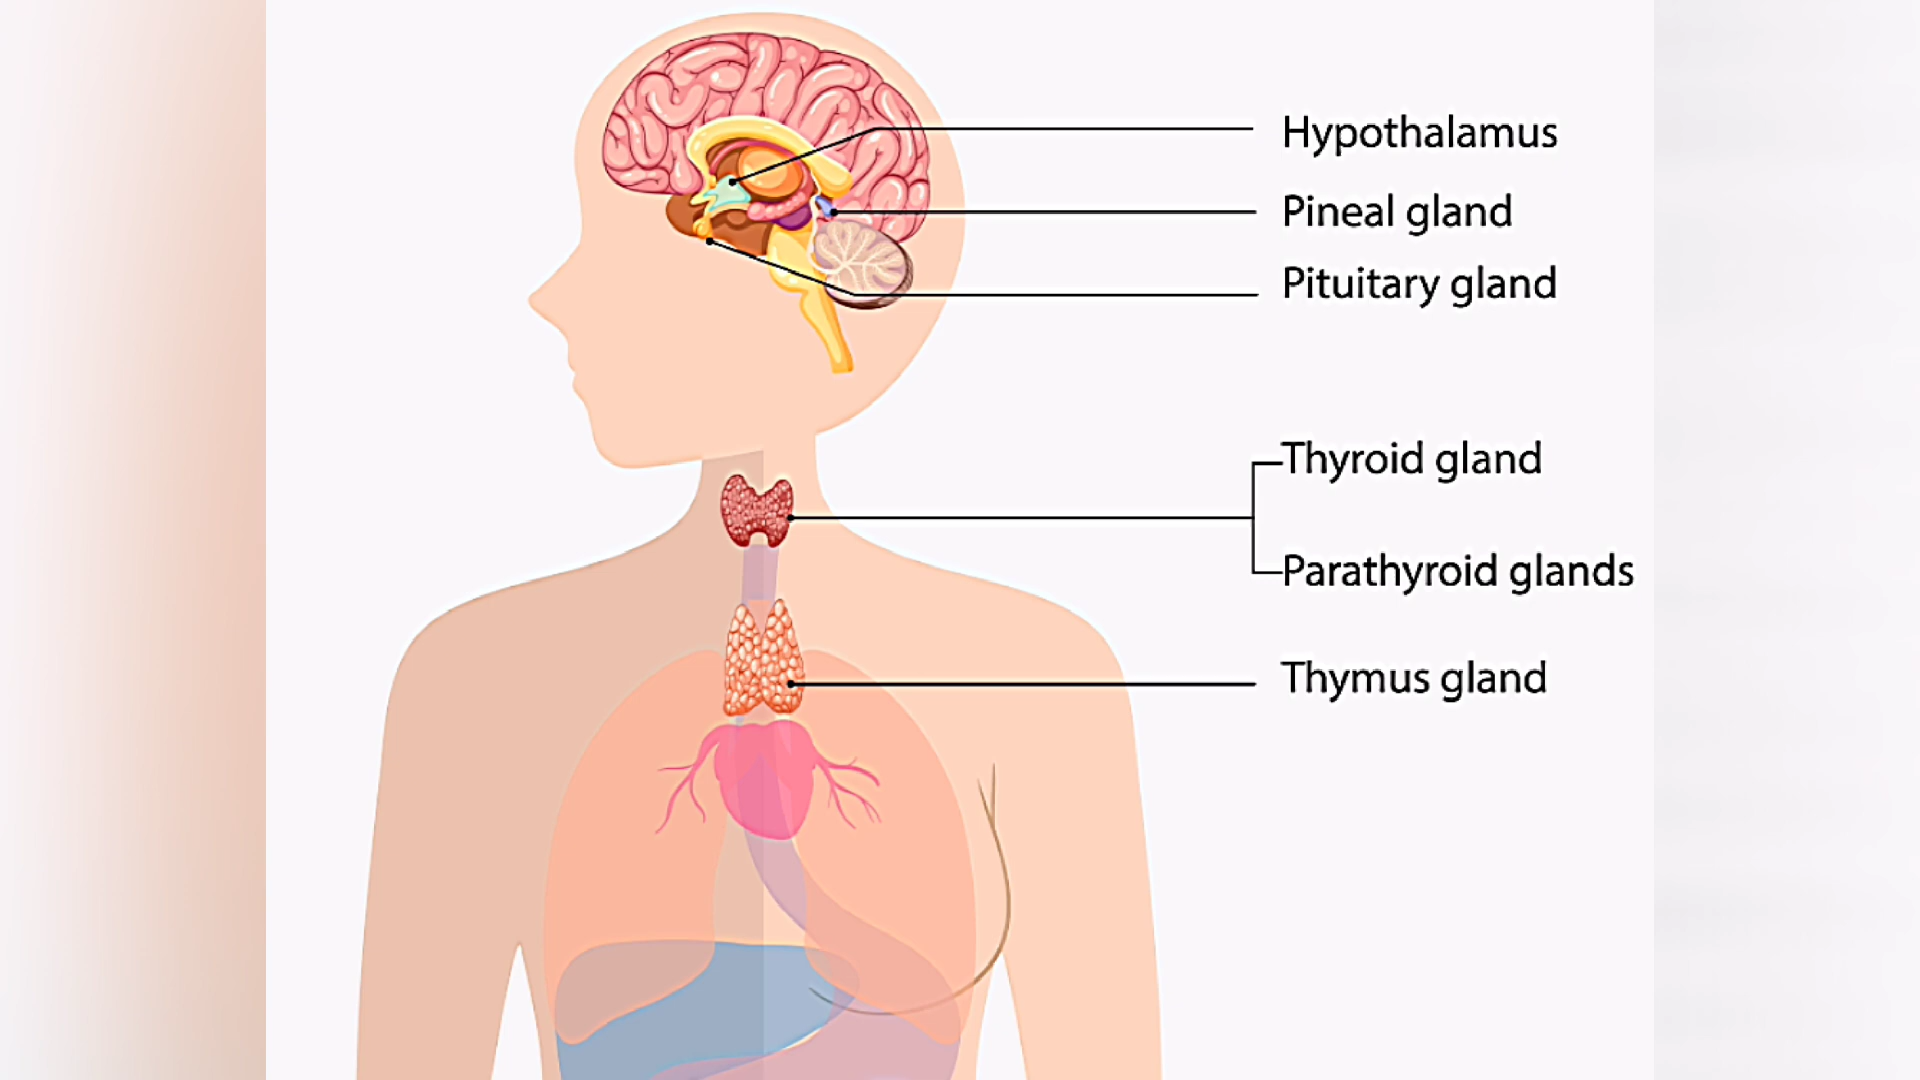 Hypothalamus
Pineal gland
Pituitary gland
Thyroid gland
Parathyroid glands
Thymus gland